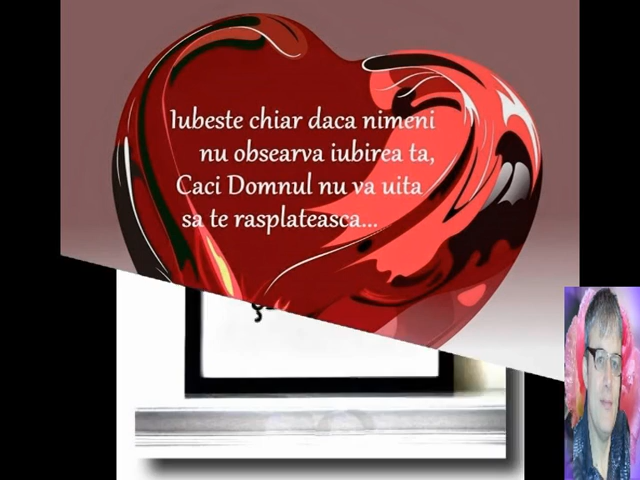 Iubeste chiar daca nimeni
nu obsearva iubirea ta,
Caci Domnul nu va uita
sa te rasplateasca...